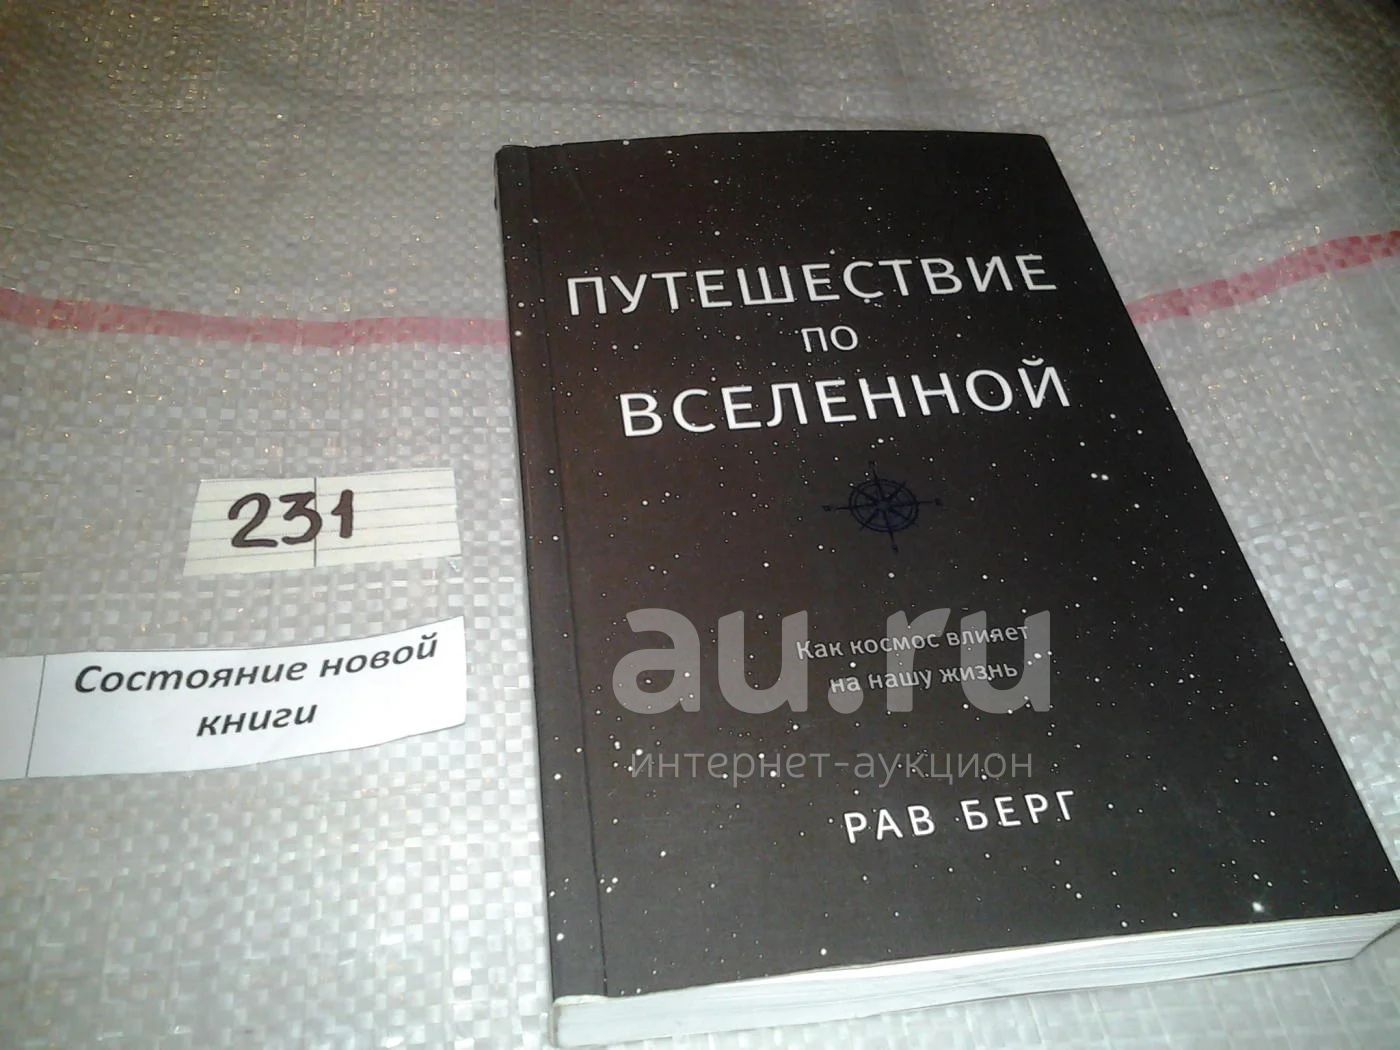 ПУТЕШЕСТВИЕ
ПО
ВСЕЛЕННОЙ
231
Состояние новой
книги
au.ru
Как космос влияет
на нашу жизнь
интернет-аукцион
РАВ БЕРГ